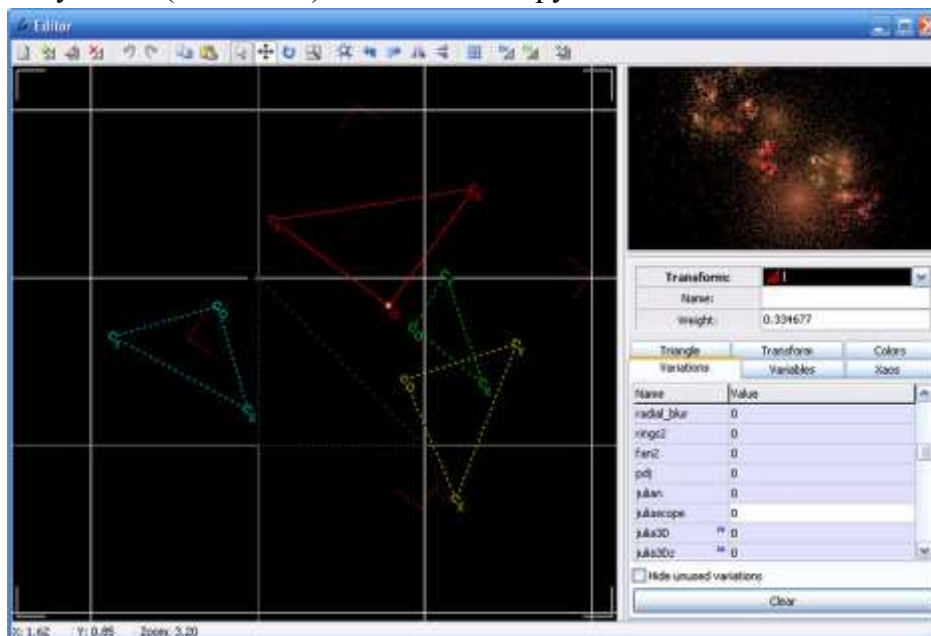 Editor
Transform: 1
Name:
Weight: 0.334677
Triangle Transform Colors
Variations Variables Xaos
Name Value
radial_blur 0
rings2 0
fan2 0
pdj 0
julian 0
juliascope 0
julia3D 0
julia3Dz 0
Hide unused variations
Clear
X: 1.62 Y: 0.85 Zoom: 3.20